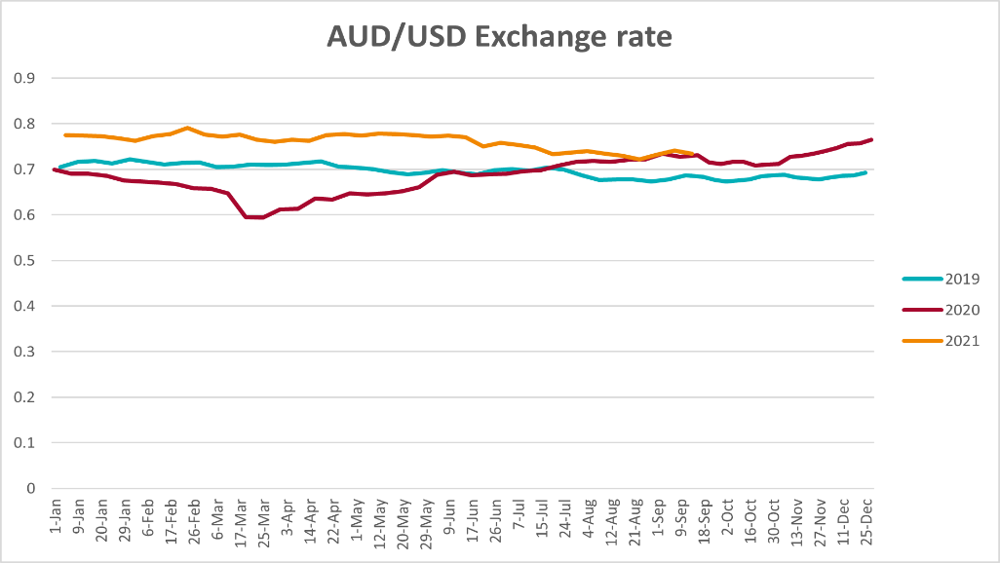 AUD/USD Exchange rate
0.9
0.8
0.7
0.6
0.5
0.4
0.3
0.2
0.1
0
1-Jan
9-Jan
20-Jan
29-Jan
6-Feb
17-Feb
26-Feb
6-Mar
17-Mar
25-Mar
3-Apr
14-Apr
22-Apr
1-May
12-May
20-May
29-May
9-Jun
17-Jun
26-Jun
7-Jul
15-Jul
24-Jul
4-Aug
12-Aug
21-Aug
1-Sep
9-Sep
18-Sep
2-Oct
16-Oct
30-Oct
13-Nov
27-Nov
11-Dec
25-Dec
2019
2020
2021